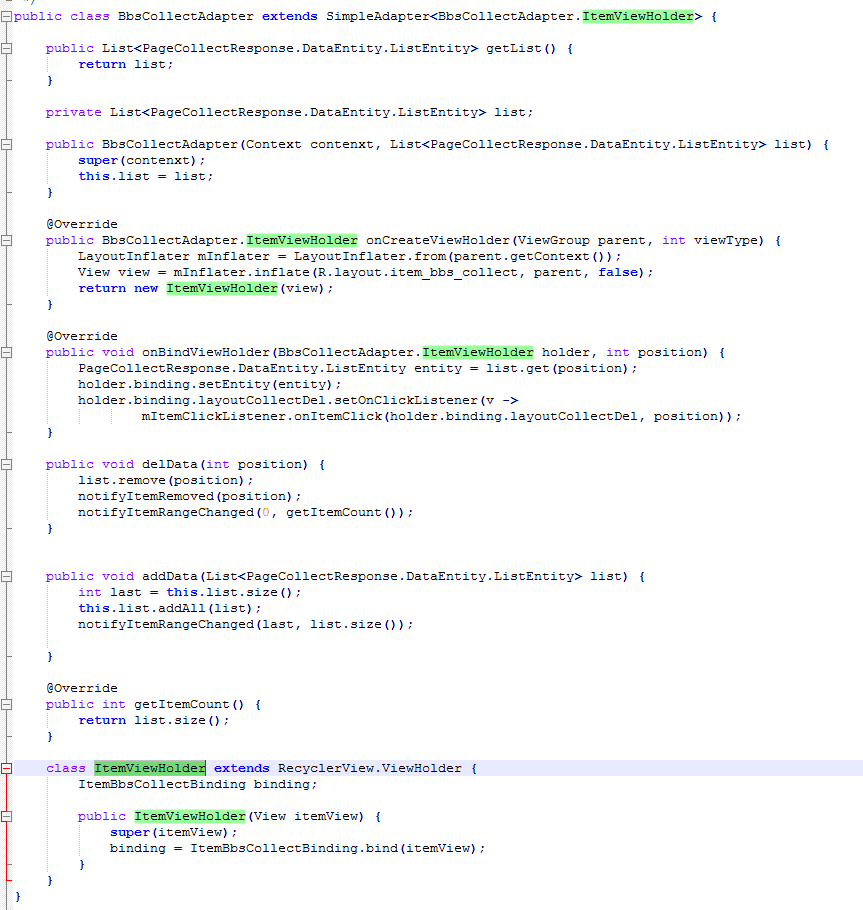 */
public class BbsCollectAdapter extends SimpleAdapter<BbsCollectAdapter.ItemViewHolder> {
    public List<PageCollectResponse.DataEntity.ListEntity> getList() {
        return list;
    }
    private List<PageCollectResponse.DataEntity.ListEntity> list;
    public BbsCollectAdapter(Context contenxt, List<PageCollectResponse.DataEntity.ListEntity> list) {
        super(contenxt);
        this.list = list;
    }
    @Override
    public BbsCollectAdapter.ItemViewHolder onCreateViewHolder(ViewGroup parent, int viewType) {
        LayoutInflater mInflater = LayoutInflater.from(parent.getContext());
        View view = mInflater.inflate(R.layout.item_bbs_collect, parent, false);
        return new ItemViewHolder(view);
    }
    @Override
    public void onBindViewHolder(BbsCollectAdapter.ItemViewHolder holder, int position) {
        PageCollectResponse.DataEntity.ListEntity entity = list.get(position);
        holder.binding.setEntity(entity);
        holder.binding.layoutCollectDel.setOnClickListener(v ->
                mItemClickListener.onItemClick(holder.binding.layoutCollectDel, position));
    }
    public void delData(int position) {
        list.remove(position);
        notifyItemRemoved(position);
        notifyItemRangeChanged(0, getItemCount());
    }
    public void addData(List<PageCollectResponse.DataEntity.ListEntity> list) {
        int last = this.list.size();
        this.list.addAll(list);
        notifyItemRangeChanged(last, list.size());
    }
    @Override
    public int getItemCount() {
        return list.size();
    }
    class ItemViewHolder extends RecyclerView.ViewHolder {
        ItemBbsCollectBinding binding;
        public ItemViewHolder(View itemView) {
            super(itemView);
            binding = ItemBbsCollectBinding.bind(itemView);
        }
    }
}